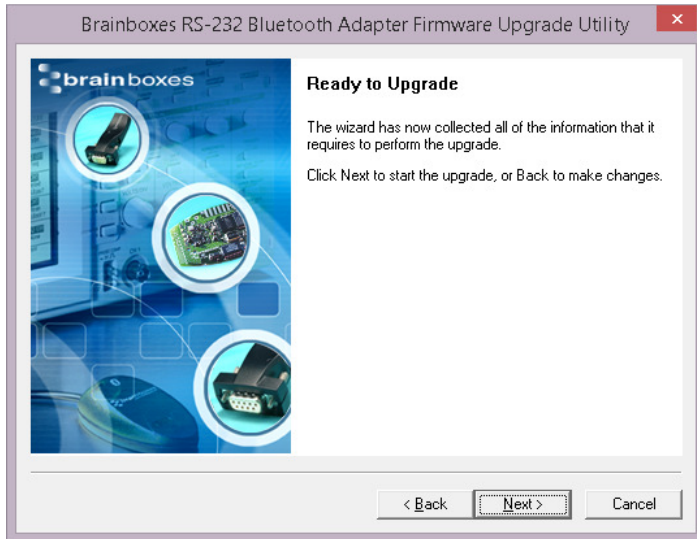 Brainboxes RS-232 Bluetooth Adapter Firmware Upgrade Utility
brainboxes
Ready to Upgrade
The wizard has now collected all of the information that it
requires to perform the upgrade.
Click Next to start the upgrade, or Back to make changes.
< Back
Next >
Cancel